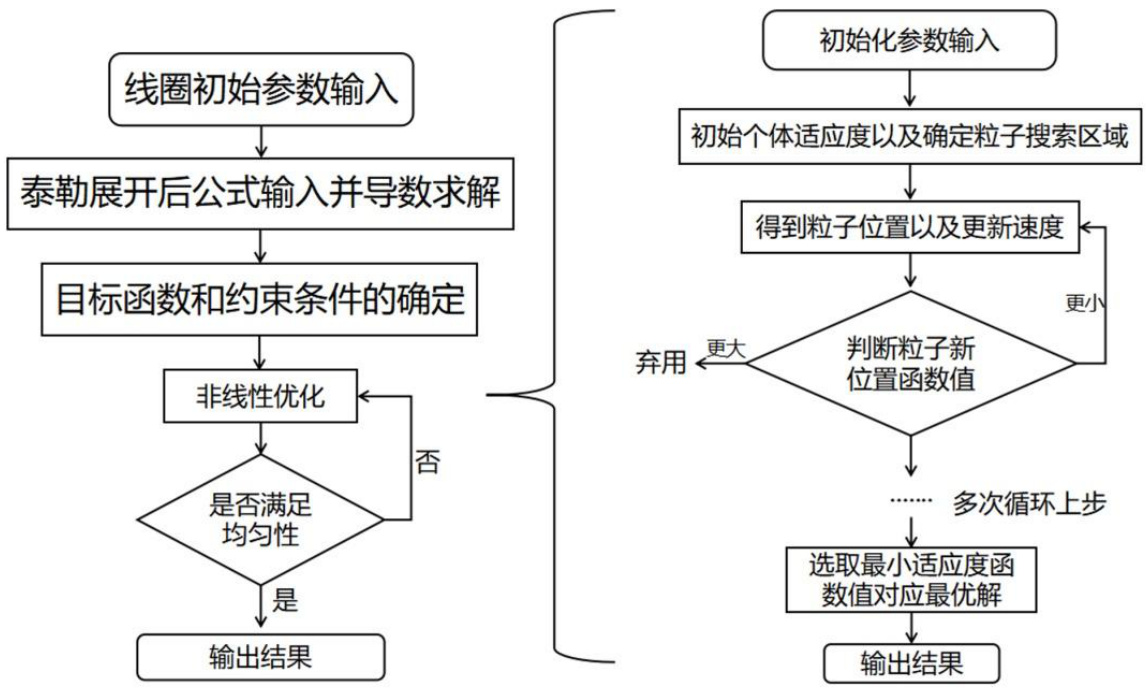 线圈初始参数输入
泰勒展开后公式输入并导数求解
目标函数和约束条件的确定
非线性优化
否
是否满足
均匀性
是
输出结果
初始化参数输入
初始个体适应度以及确定粒子搜索区域
得到粒子位置以及更新速度
更小
弃用
更大
判断粒子新
位置函数值
······· 多次循环上步
选取最小适应度函
数值对应最优解
输出结果